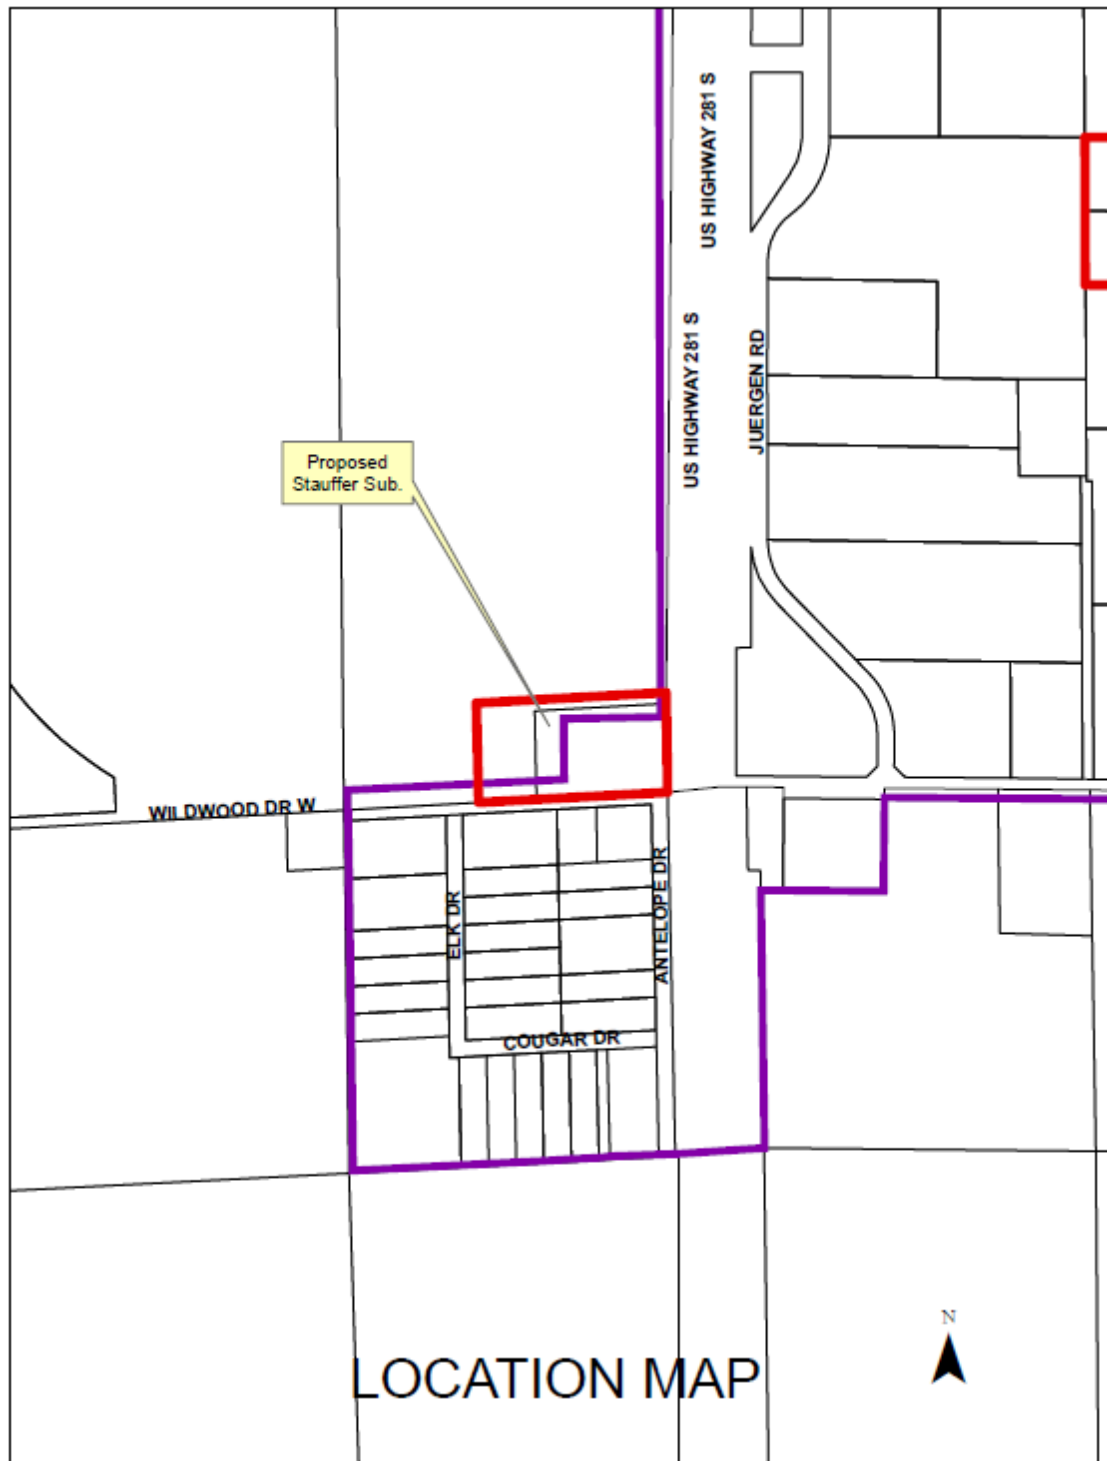 US HIGHWAY 281 S
US HIGHWAY 281 S
JUERGEN RD
Proposed
Stauffer Sub.
WILDWOOD DR W
ELK DR
ANTELOPE DR
COUGAR DR
N
LOCATION MAP